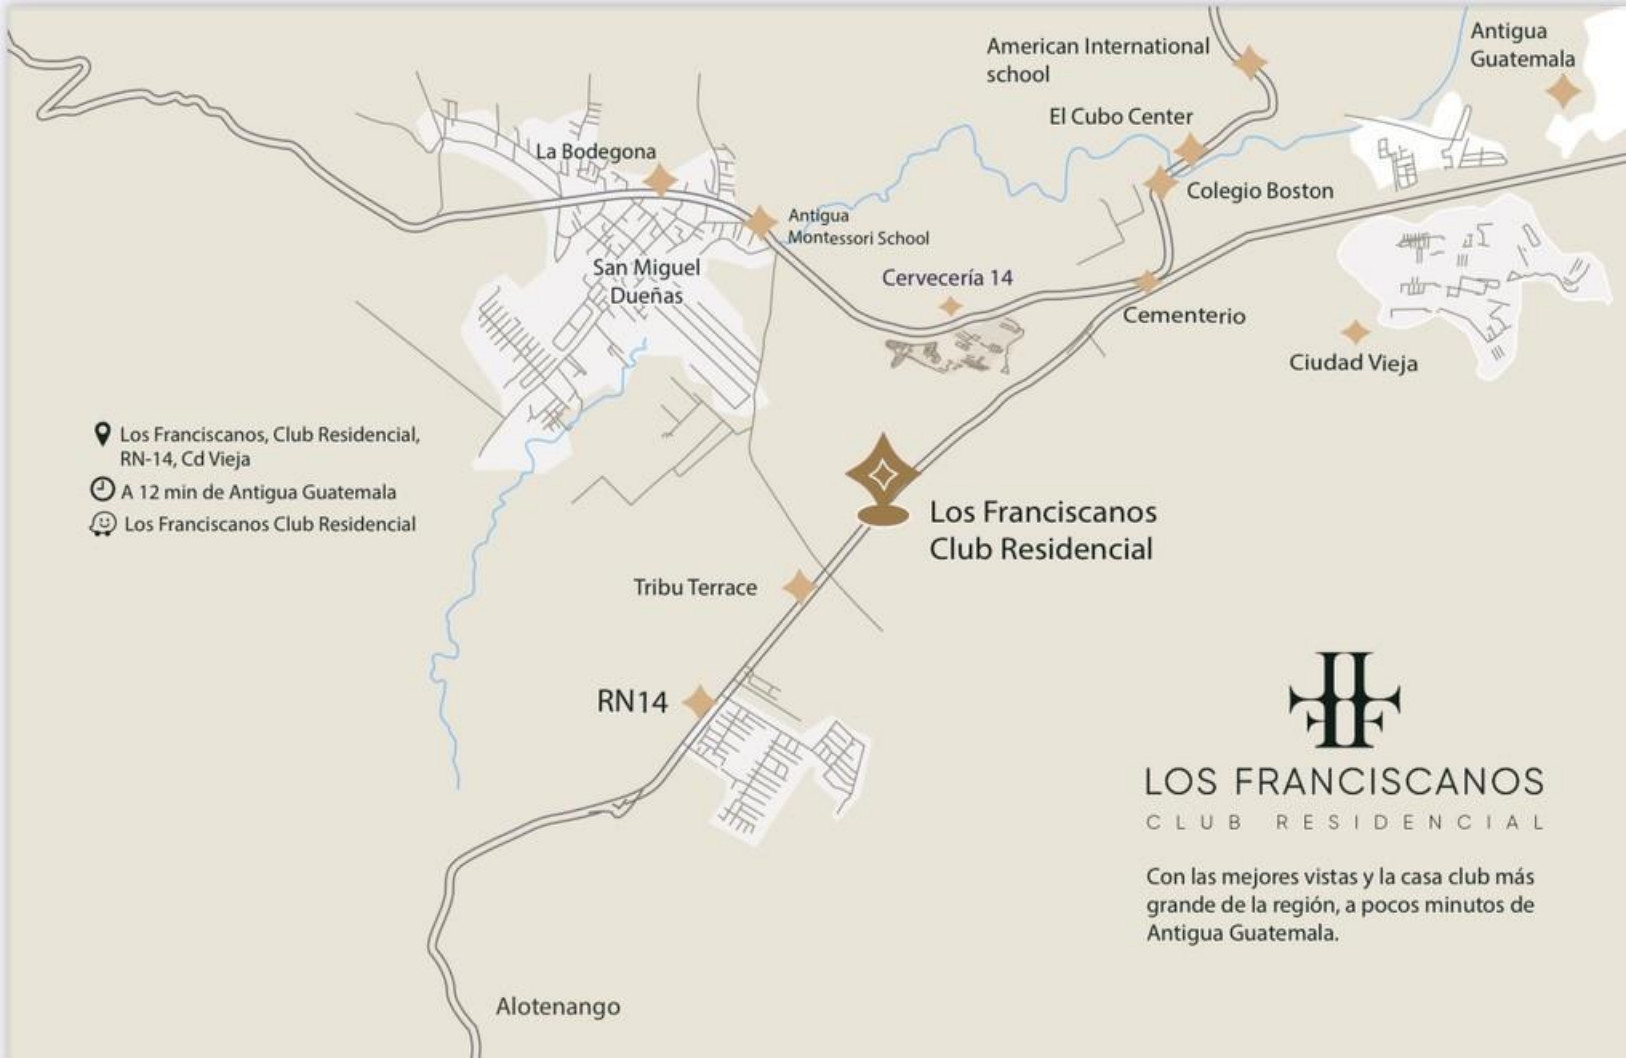 American International
school
Antigua
Guatemala
El Cubo Center
La Bodegona
Colegio Boston
Antigua
Montessori School
San Miguel
Dueñas
Cervecería 14
Cementerio
Ciudad Vieja
Los Franciscanos, Club Residencial,
RN-14, Cd Vieja
A 12 min de Antigua Guatemala
Los Franciscanos Club Residencial
Los Franciscanos
Club Residencial
Tribu Terrace
RN14
LOS FRANCISCANOS
CLUB RESIDENCIAL
Con las mejores vistas y la casa club más
grande de la región, a pocos minutos de
Antigua Guatemala.
Alotenango